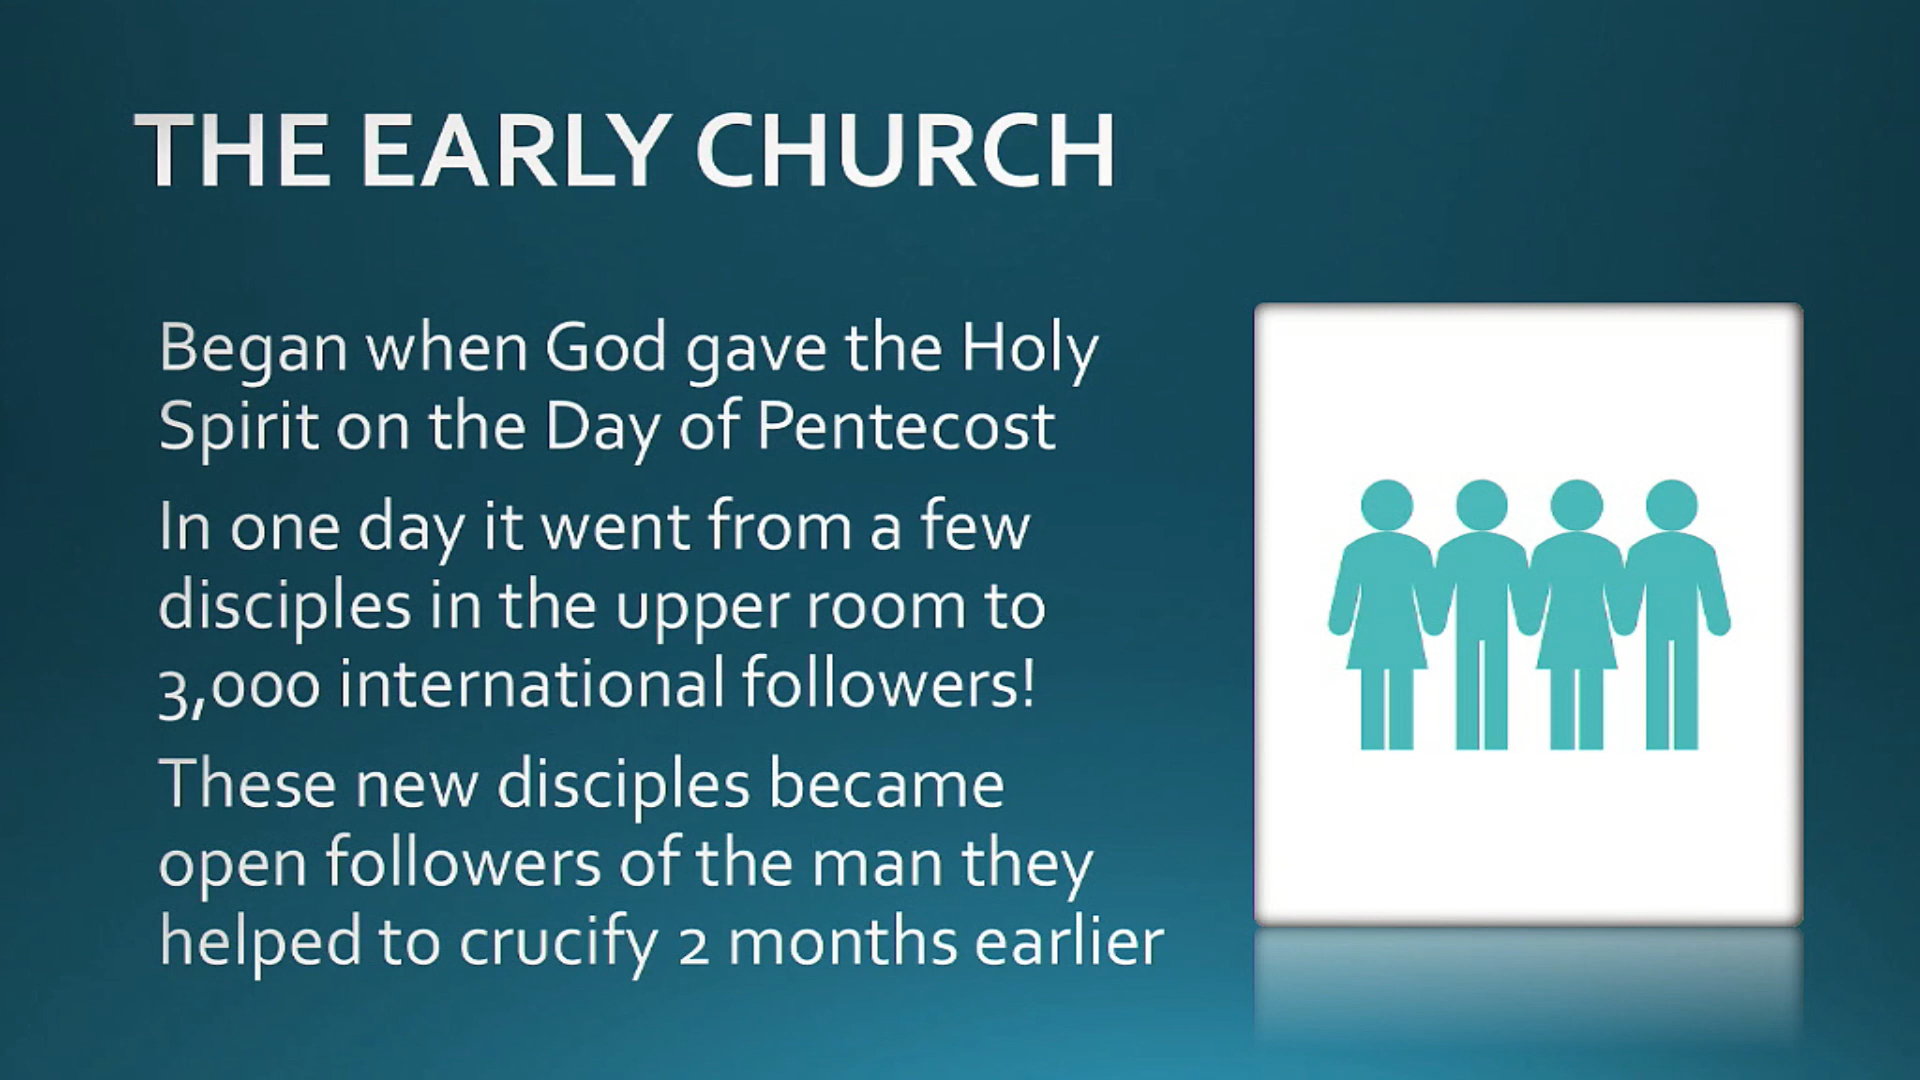 THE EARLY CHURCH
Began when God gave the Holy
Spirit on the Day of Pentecost
In one day it went from a few
disciples in the upper room to
3,000 international followers!
These new disciples became
open followers of the man they
helped to crucify 2 months earlier